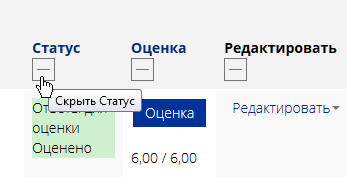 Статус Оценка Редактировать
Скрыть Статус
оценки
Оценено
Оценка
6,00 / 6,00
Редактировать